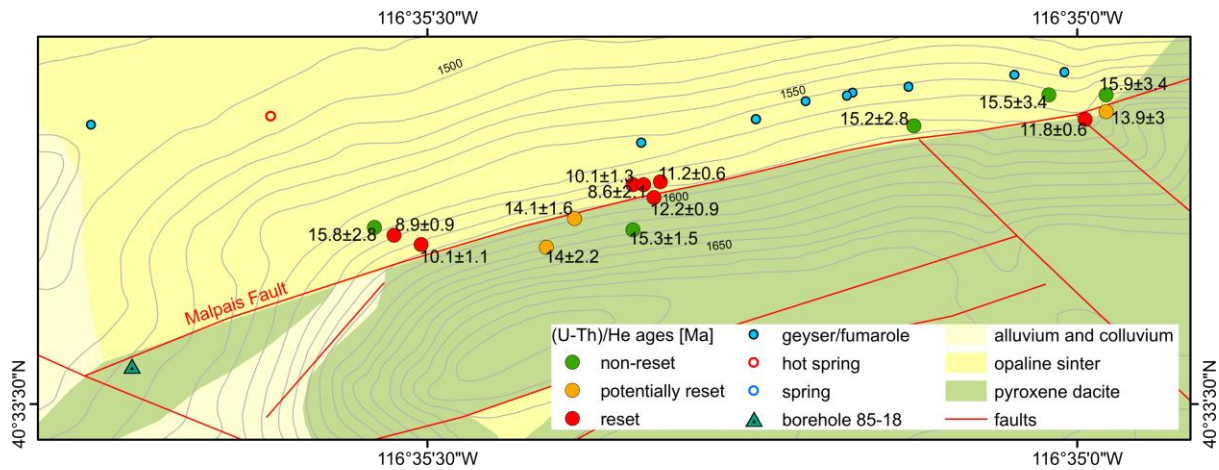 116°35'30"W
116°35'0"W
1500
1550
15.9±3.4
15.5±3.4
13.9±3
15.2±2.8
11.8±0.6
10.1±1.3
11.2±0.6
8.6±2.1
1600
12.2±0.9
14.1±1.6
8.9±0.9
15.8±2.8
15.3±1.5
1650
10.1±1.1
14±2.2
Malpais Fault
(U-Th)/He ages [Ma]
non-reset
potentially reset
reset
geyser/fumarole
hot spring
spring
borehole 85-18
alluvium and colluvium
opaline sinter
pyroxene dacite
faults
40°33'30"N
40°33'30"N
116°35'30"W
116°35'0"W